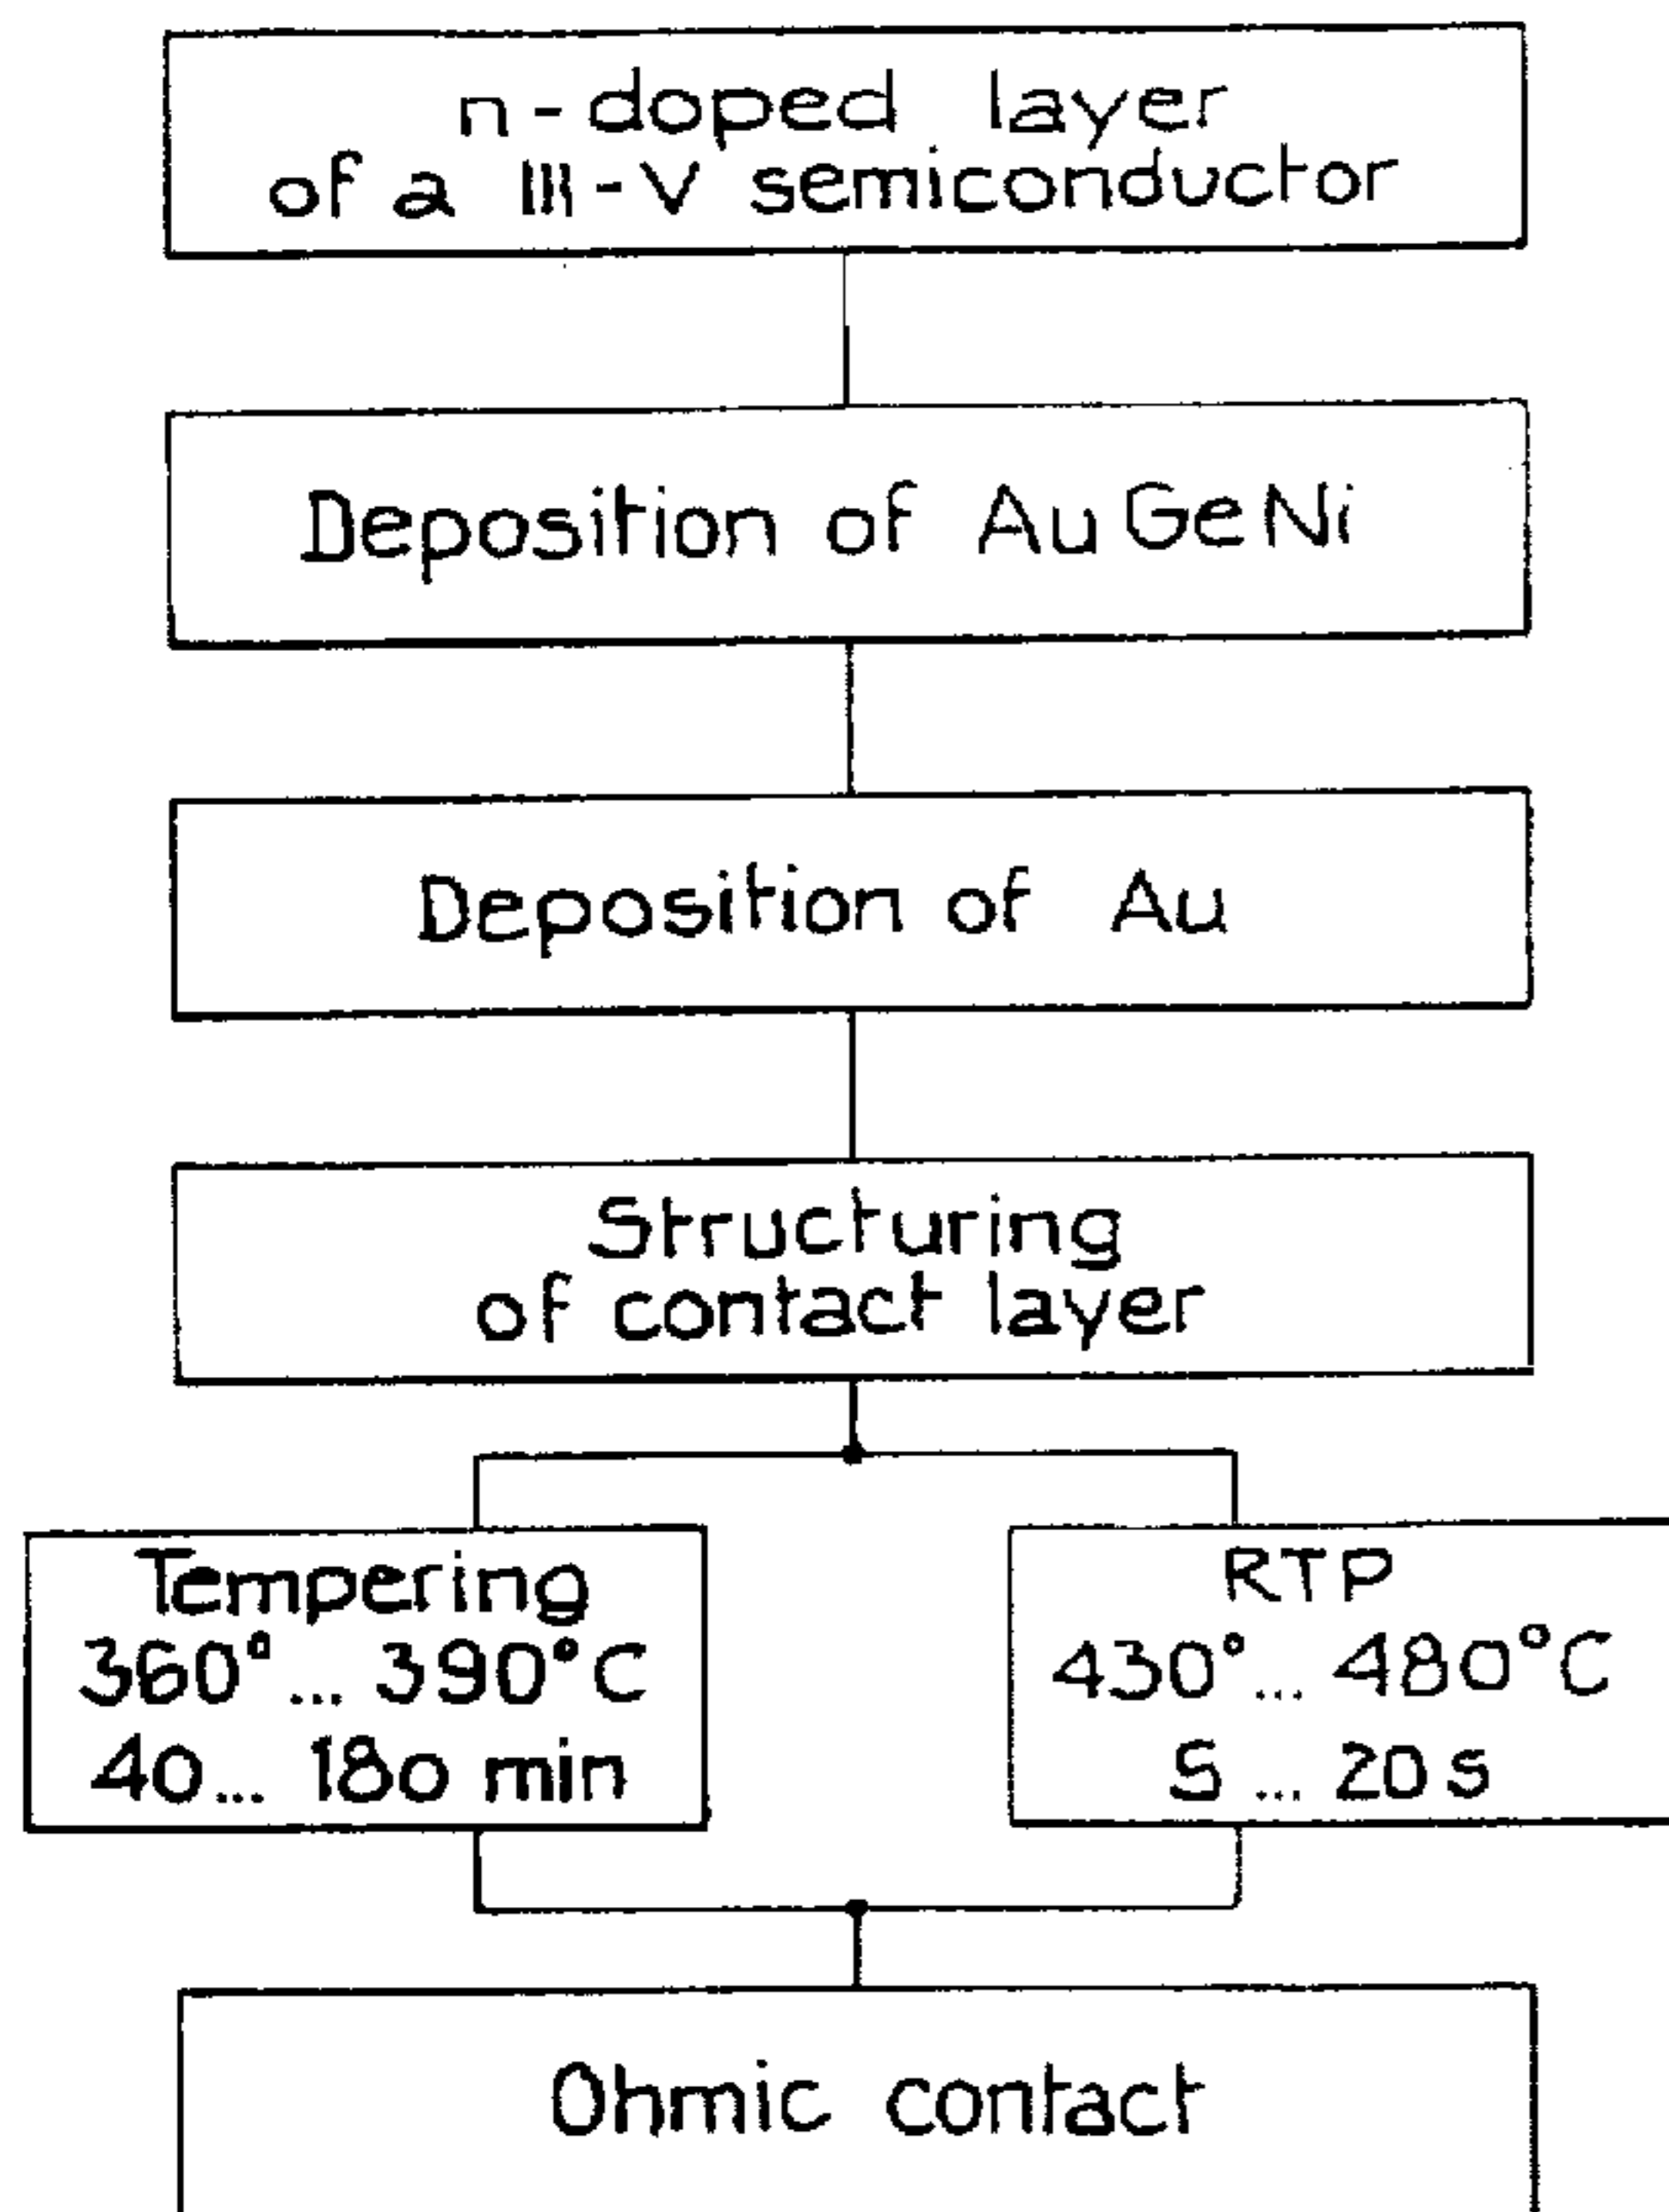 n-doped layer
of a III-V semiconductor
Deposition of AuGeNi
Deposition of Au
Structuring
of contact layer
Tempering
360°... 390°C
40... 180 min
RTP
430°... 480°C
5 ... 20 s
Ohmic contact